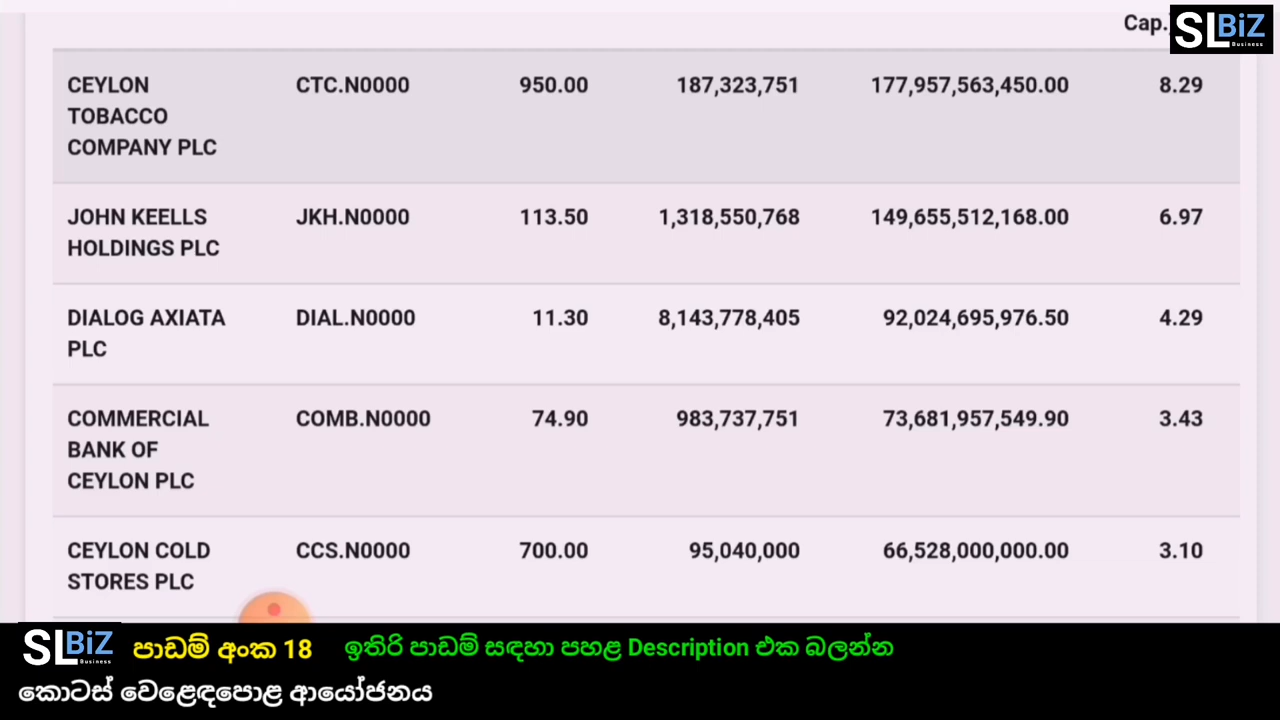 Cap.
SLBiZ
Business
CEYLON TOBACCO COMPANY PLC CTC.N0000 950.00 187,323,751 177,957,563,450.00 8.29
JOHN KEELLS HOLDINGS PLC JKH.N0000 113.50 1,318,550,768 149,655,512,168.00 6.97
DIALOG AXIATA PLC DIAL.N0000 11.30 8,143,778,405 92,024,695,976.50 4.29
COMMERCIAL BANK OF CEYLON PLC COMB.N0000 74.90 983,737,751 73,681,957,549.90 3.43
CEYLON COLD STORES PLC CCS.N0000 700.00 95,040,000 66,528,000,000.00 3.10
SLBiZ
Business
පාඩම් අංක 18 ඉතිරි පාඩම් සඳහා පහළ Description එක බලන්න
කොටස් වෙළෙඳපොළ ආයෝජනය